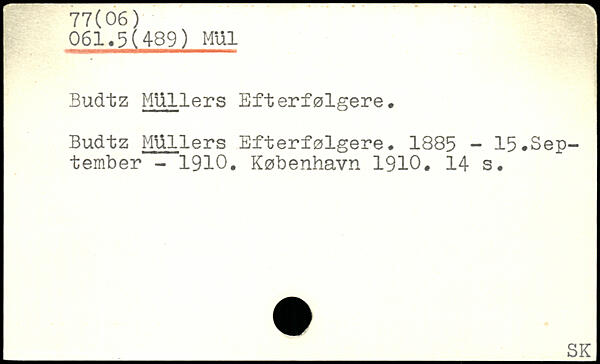 77(06)
061.5(489) Mül
Budtz Müllers Efterfølgere.
Budtz Müllers Efterfølgere. 1885 - 15.Sep-
tember - 1910. København 1910. 14 s.
SK